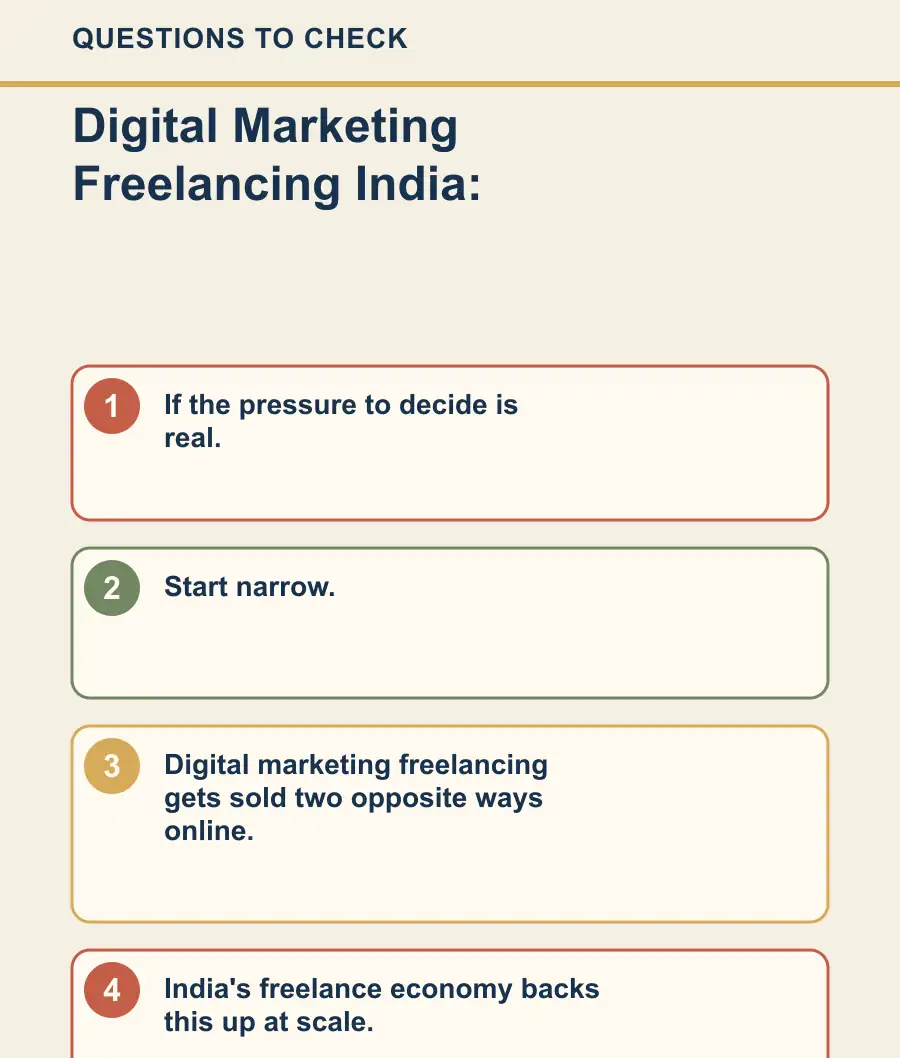 QUESTIONS TO CHECK
Digital Marketing
Freelancing India:
1
If the pressure to decide is
real.
2
Start narrow.
3
Digital marketing freelancing
gets sold two opposite ways
online.
4
India's freelance economy backs
this up at scale.